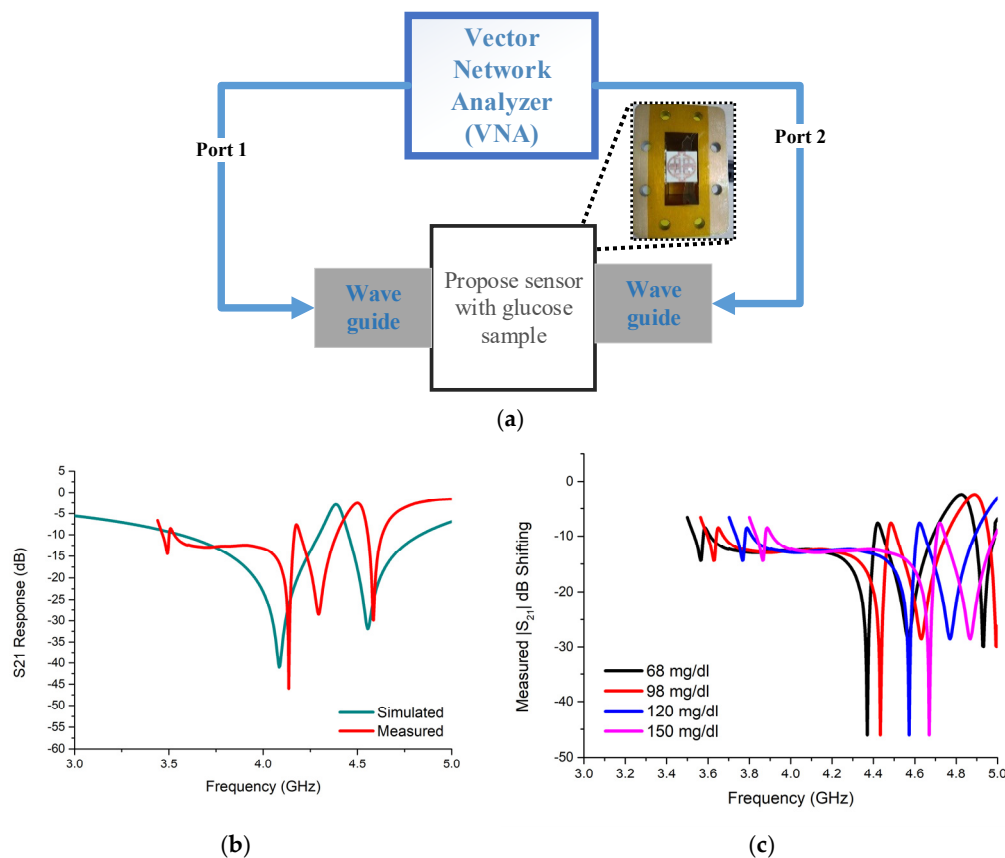 Vector
Network
Analyzer
(VNA)
Port 1
Port 2
Wave
guide
Propose sensor
with glucose
sample
Wave
guide
(a)
S21 Response (dB)
5
0
-5
-10
-15
-20
-25
-30
-35
-40
-45
-50
-55
-60
Simulated
Measured
3.0 3.5 4.0 4.5 5.0
Frequency (GHz)
(b)
Measured |S21| dB Shifting
0
-10
-20
-30
-40
-50
68 mg/dl
98 mg/dl
120 mg/dl
150 mg/dl
3.0 3.2 3.4 3.6 3.8 4.0 4.2 4.4 4.6 4.8 5.0
Frequency (GHz)
(c)